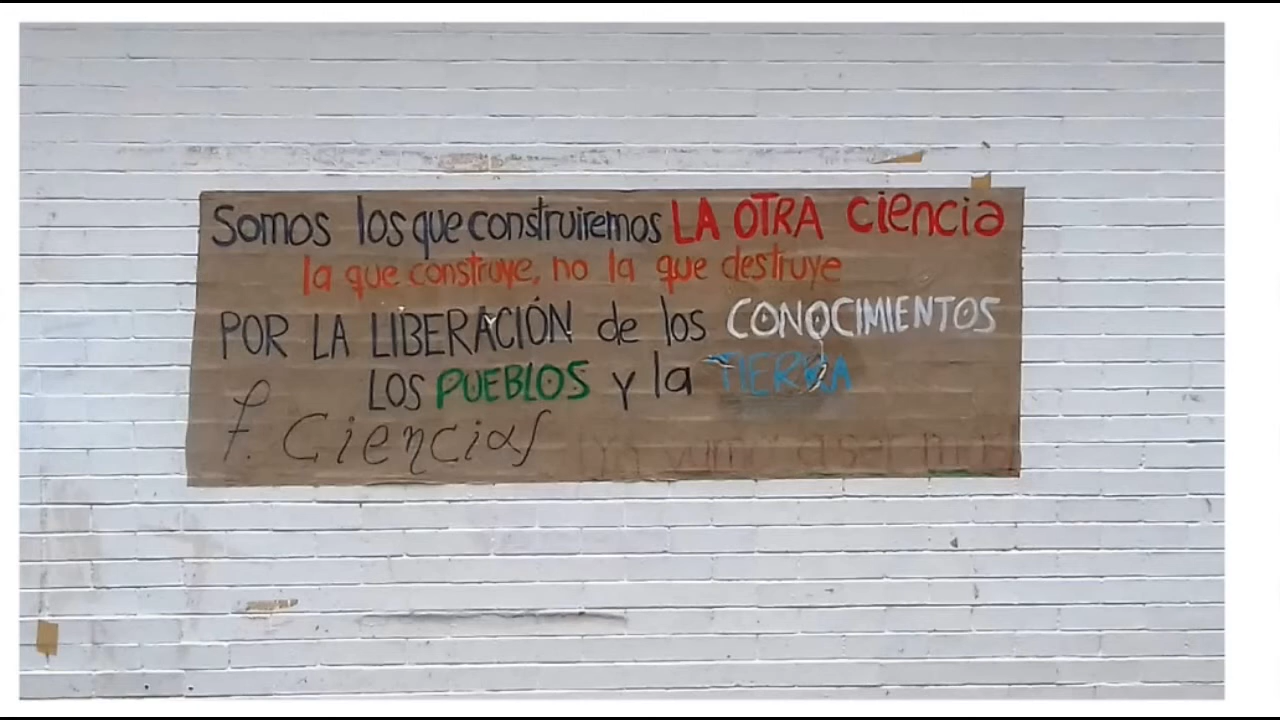 Somos los que construiremos LA OTRA ciencia
la que construye, no la que destruye
POR LA LIBERACIÓN de los CONOCIMIENTOS
LOS PUEBLOS y la TIERRA
f. Ciencias